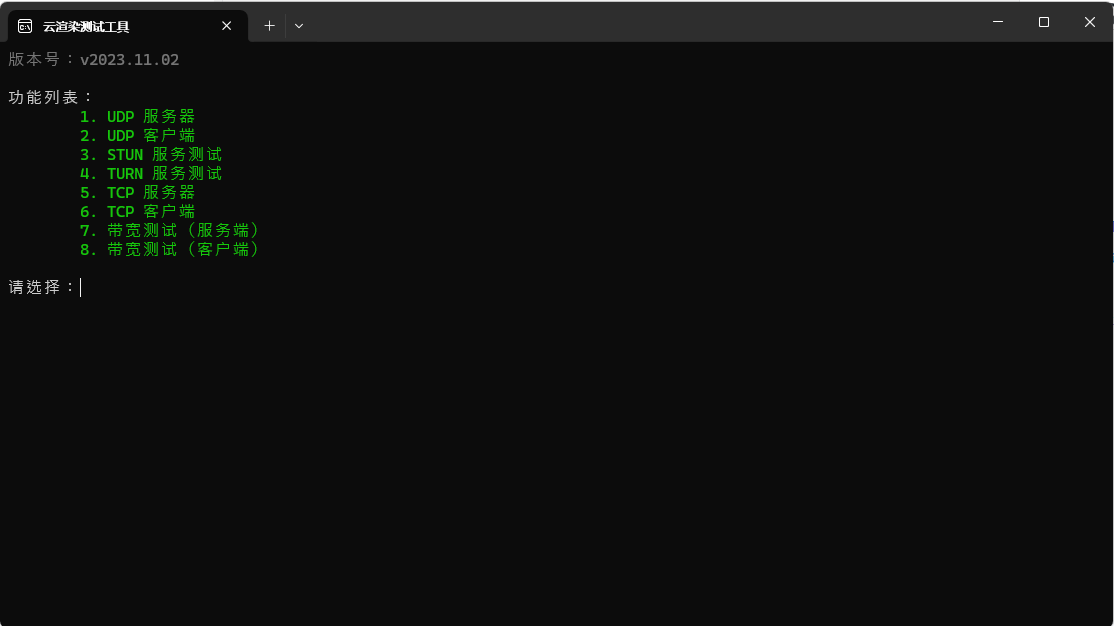 云渲染测试工具
版本号：v2023.11.02
功能列表：
1. UDP 服务器
2. UDP 客户端
3. STUN 服务测试
4. TURN 服务测试
5. TCP 服务器
6. TCP 客户端
7. 带宽测试（服务端）
8. 带宽测试（客户端）
请选择：